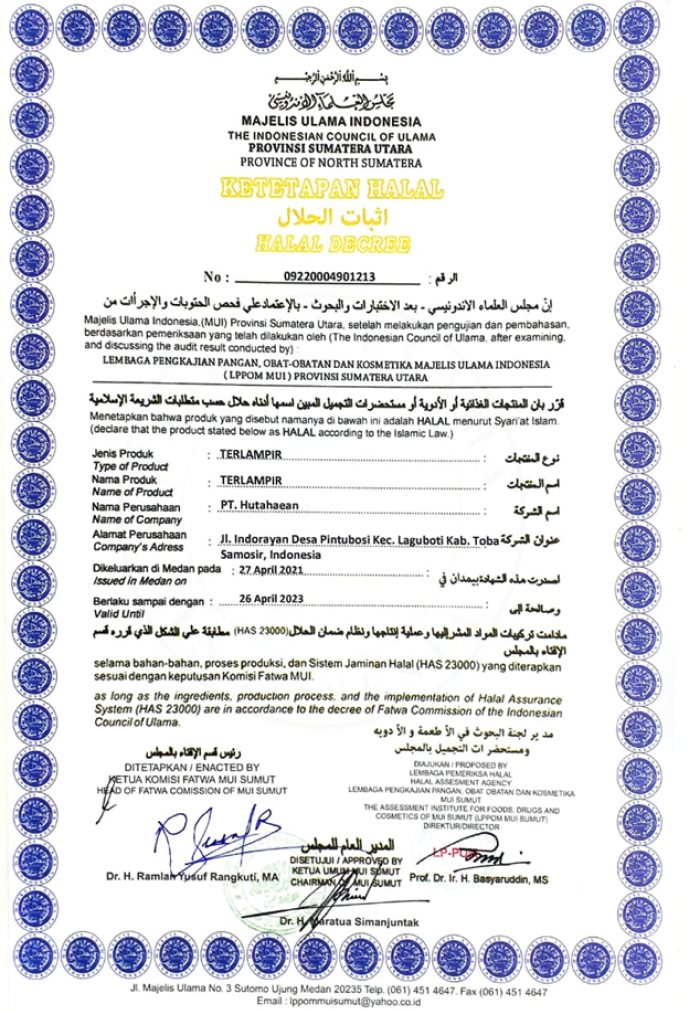 بسم الله الرحمن الرحيم
مجلس العلماء الاندونيسي
MAJELIS ULAMA INDONESIA
THE INDONESIAN COUNCIL OF ULAMA
PROVINSI SUMATERA UTARA
PROVINCE OF NORTH SUMATERA
KETETAPAN HALAL
اثبات الحلال
HALAL DECREE
No : 09220004901213 الرقم :
إنّ مجلس العلماء الاندونيسي - بعد الاختبارات والبحوث - بالإعتماد علي فحص الحتويات والإجرأات من
Majelis Ulama Indonesia,(MUI) Provinsi Sumatera Utara, setelah melakukan pengujian dan pembahasan,
berdasarkan pemeriksaan yang telah dilakukan oleh (The Indonesian Council of Ulama, after examining,
and discussing the audit result conducted by) :
LEMBAGA PENGKAJIAN PANGAN, OBAT-OBATAN DAN KOSMETIKA MAJELIS ULAMA INDONESIA
( LPPOM MUI ) PROVINSI SUMATERA UTARA
قرّر بان المنتجات الغذائية أو الأدوية أو مستحضرات التجميل المبين اسمها أدناه حلال حسب متطلبات الشريعة الإسلامية
Menetapkan bahwa produk yang disebut namanya di bawah ini adalah HALAL menurut Syari'at Islam.
(declare that the product stated below as HALAL according to the Islamic Law.)
Jenis Produk : TERLAMPIR : نوع المنتجات
Type of Product
Nama Produk : TERLAMPIR : اسم المنتجات
Name of Product
Nama Perusahaan : PT. Hutahaean : اسم الشركة
Name of Company
Alamat Perusahaan : Jl. Indorayan Desa Pintubosi Kec. Laguboti Kab. Toba عنوان الشركة
Company's Adress Samosir, Indonesia
Dikeluarkan di Medan pada : 27 April 2021 : اصدرت هذه الشهادة بيمدان في
Issued in Medan on
Berlaku sampai dengan : 26 April 2023 : وصالحة إلى
Valid Until
مادامت تركيبات المواد المشر إليها وعملية إنتاجها ونظام ضمان الحلال (HAS 23000) مطابقة علي الشكل الذي قرره قسم
الإفتاء بالمجلس
selama bahan-bahan, proses produksi, dan Sistem Jaminan Halal (HAS 23000) yang diterapkan
sesuai dengan keputusan Komisi Fatwa MUI.
as long as the ingredients, production process, and the implementation of Halal Assurance
System (HAS 23000) are in accordance to the decree of Fatwa Commission of the Indonesian
Council of Ulama.
مدير لجنة البحوث في الأ طعمة و الأ دويه
ومستحضر ات التجميل بالمجلس
رئيس قسم الإفتاء بالمجلس
DITETAPKAN / ENACTED BY
KETUA KOMISI FATWA MUI SUMUT
HEAD OF FATWA COMISSION OF MUI SUMUT
DIAJUKAN / PROPOSED BY
LEMBAGA PEMERIKSA HALAL
HALAL ASSESMENT AGENCY
LEMBAGA PENGKAJIAN PANGAN, OBAT OBATAN DAN KOSMETIKA
MUI SUMUT
THE ASSESSMENT INSTITUTE FOR FOODS, DRUGS AND
COSMETICS OF MUI SUMUT (LPPOM MUI SUMUT)
DIREKTUR/DIRECTOR
المدير العام للمجلس
DISETUJUI / APPROVED BY
KETUA UMUM MUI SUMUT
CHAIRMAN OF MUI SUMUT
Dr. H. Ramlan Yusuf Rangkuti, MA
Prof. Dr. Ir. H. Basyaruddin, MS
Dr. H. Maratua Simanjuntak
Jl. Majelis Ulama No. 3 Sutomo Ujung Medan 20235 Telp. (061) 451 4647. Fax (061) 451 4647
Email : lppommuisumut@yahoo.co.id